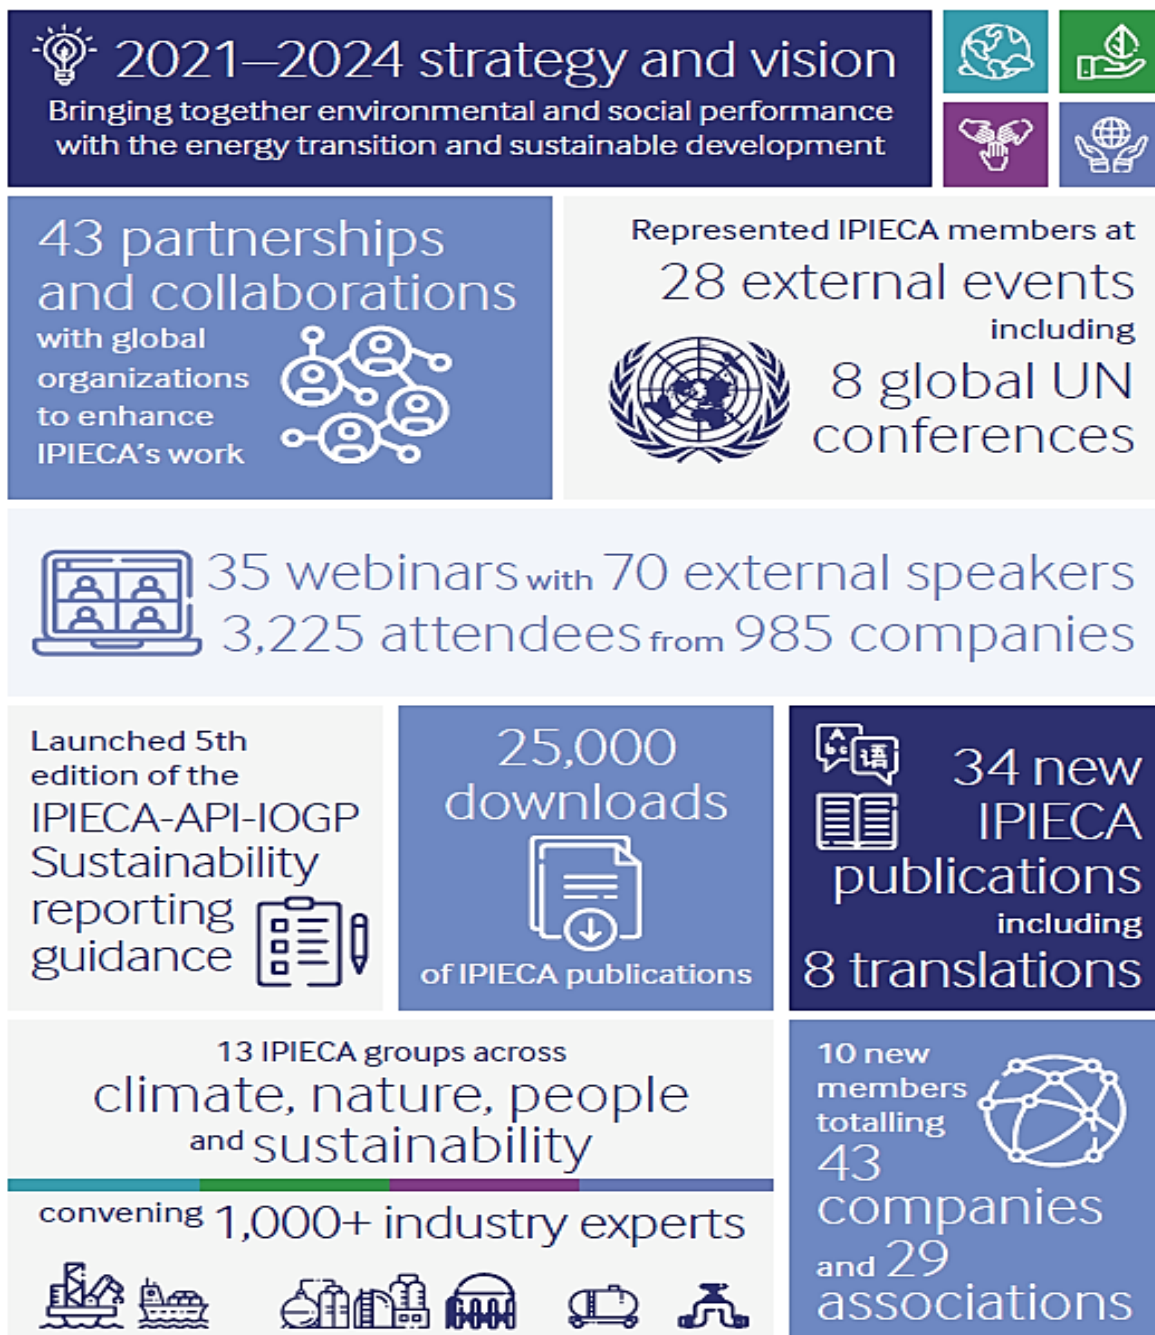 2021—2024 strategy and vision
Bringing together environmental and social performance
with the energy transition and sustainable development
43 partnerships
and collaborations
with global
organizations
to enhance
IPIECA's work
Represented IPIECA members at
28 external events
including
8 global UN
conferences
35 webinars with 70 external speakers
3,225 attendees from 985 companies
Launched 5th
edition of the
IPIECA-API-IOGP
Sustainability
reporting
guidance
25,000
downloads
of IPIECA publications
A
bc
语
34 new
IPIECA
publications
including
8 translations
13 IPIECA groups across
climate, nature, people
and sustainability
convening 1,000+ industry experts
10 new
members
totalling
43
companies
and 29
associations